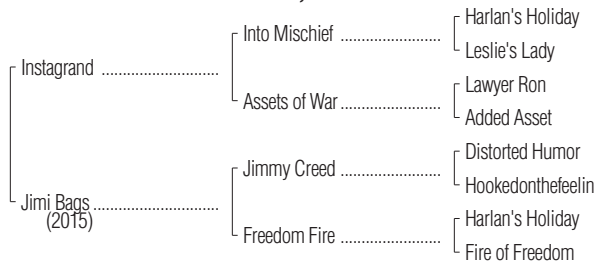 Harlan's Holiday
Into Mischief ........................
Leslie's Lady
Instagrand ............................
Lawyer Ron
Assets of War ........................
Added Asset
Distorted Humor
Jimmy Creed ........................
Hookedonthefeelin
Jimi Bags ..............................
(2015)
Harlan's Holiday
Freedom Fire ........................
Fire of Freedom